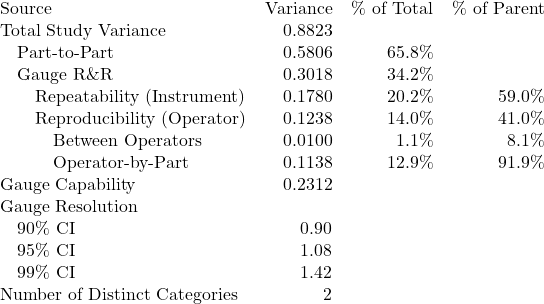 Source Variance % of Total % of Parent
Total Study Variance 0.8823
Part-to-Part 0.5806 65.8%
Gauge R&R 0.3018 34.2%
Repeatability (Instrument) 0.1780 20.2% 59.0%
Reproducibility (Operator) 0.1238 14.0% 41.0%
Between Operators 0.0100 1.1% 8.1%
Operator-by-Part 0.1138 12.9% 91.9%
Gauge Capability 0.2312
Gauge Resolution
90% CI 0.90
95% CI 1.08
99% CI 1.42
Number of Distinct Categories 2